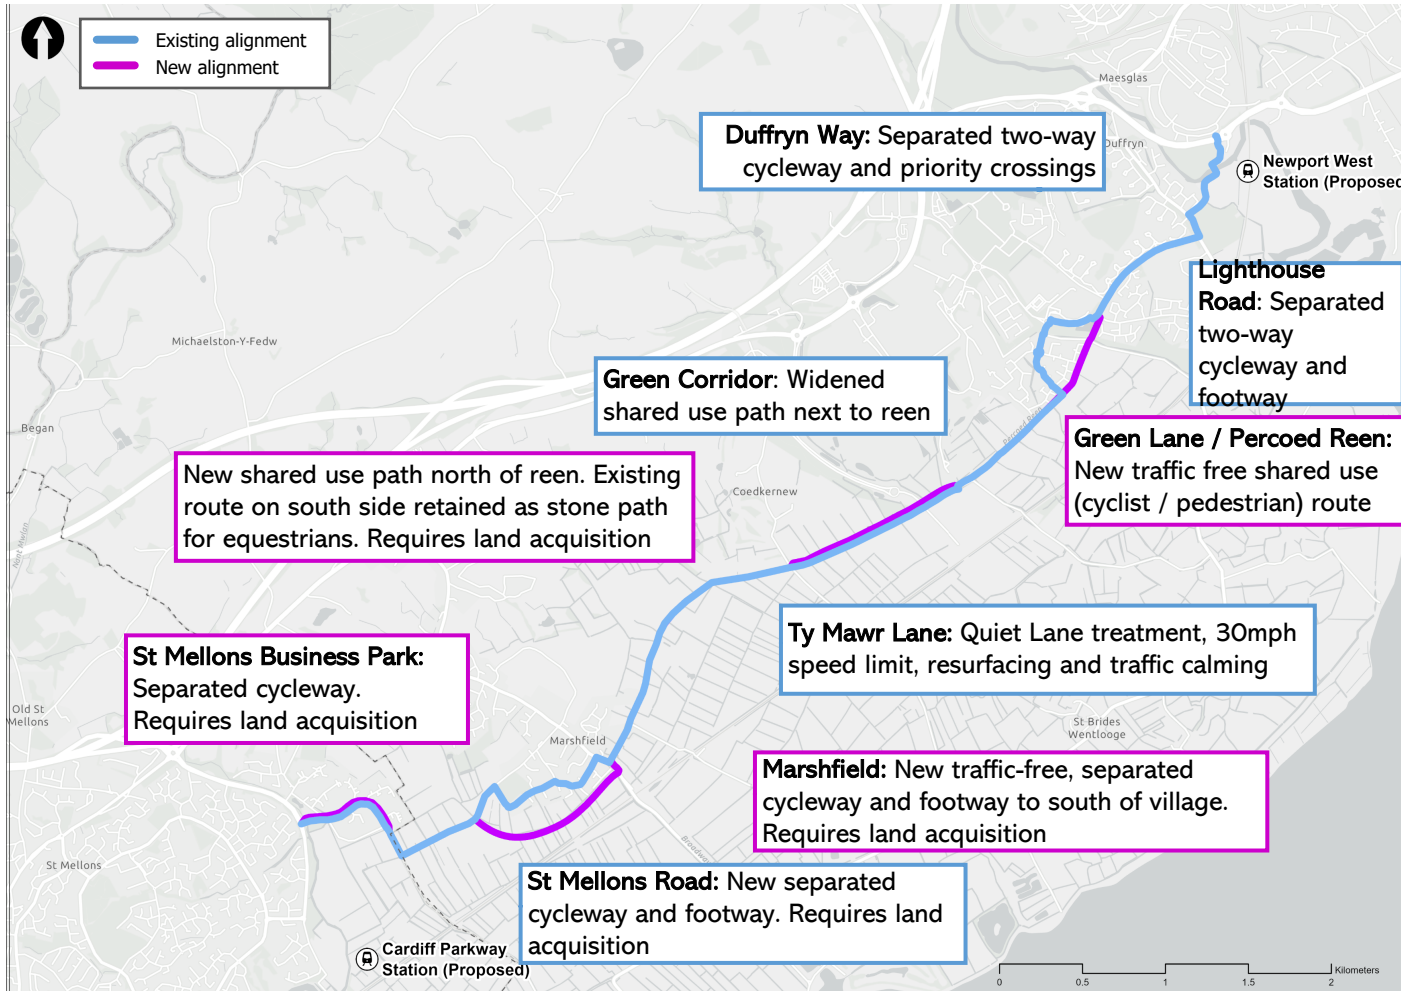 Existing alignment
New alignment
Maesglas
Duffryn Way: Separated two-way
cycleway and priority crossings
Duffryn
Newport West
Station (Proposed
Lighthouse
Road: Separated
two-way
cycleway and
footway
Michaelston-Y-Fedw
Green Corridor: Widened
shared use path next to reen
Began
Percoed Reen
Green Lane / Percoed Reen:
New traffic free shared use
(cyclist / pedestrian) route
New shared use path north of reen. Existing
route on south side retained as stone path
for equestrians. Requires land acquisition
Coedkernew
Nant Mwlan
Ty Mawr Lane: Quiet Lane treatment, 30mph
speed limit, resurfacing and traffic calming
St Mellons Business Park:
Separated cycleway.
Requires land acquisition
Old St
Mellons
St Brides
Wentlooge
Marshfield
Marshfield: New traffic-free, separated
cycleway and footway to south of village.
Requires land acquisition
St Mellons
St Mellons Road: New separated
cycleway and footway. Requires land
acquisition
Cardiff Parkway
Station (Proposed)
Kilometers
0 0.5 1 1.5 2